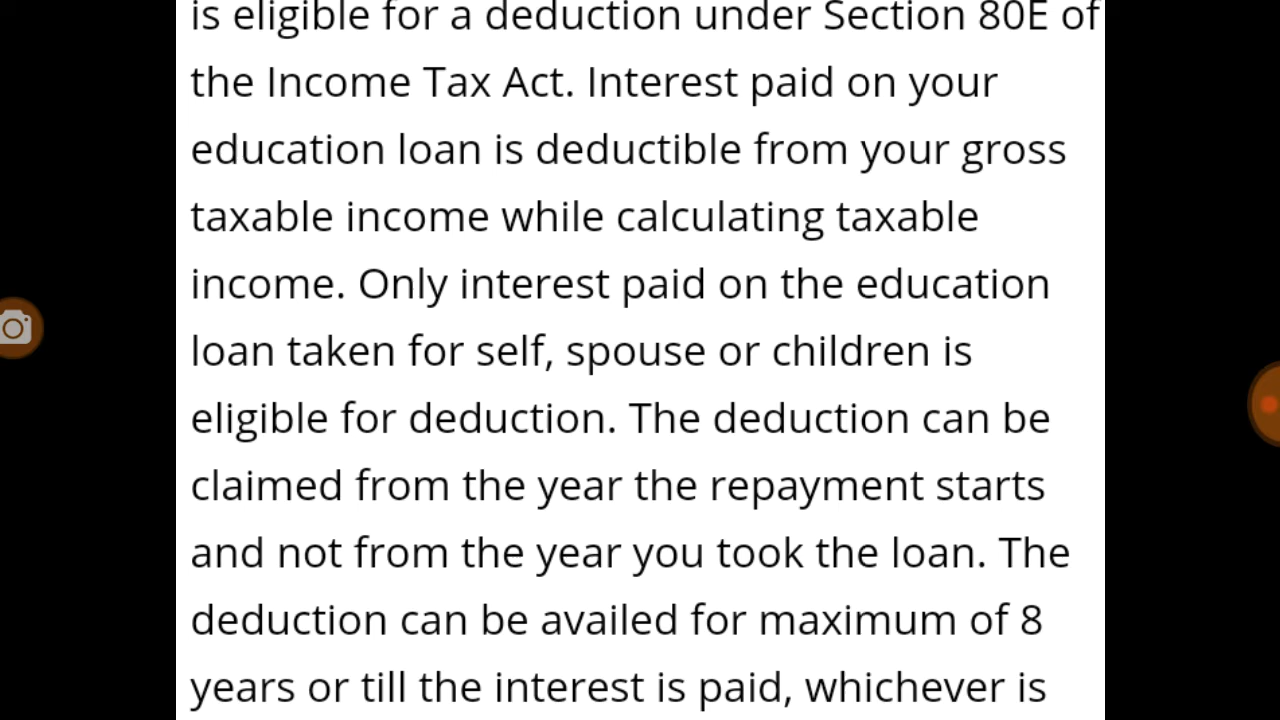 is eligible for a deduction under Section 80E of
the Income Tax Act. Interest paid on your
education loan is deductible from your gross
taxable income while calculating taxable
income. Only interest paid on the education
loan taken for self, spouse or children is
eligible for deduction. The deduction can be
claimed from the year the repayment starts
and not from the year you took the loan. The
deduction can be availed for maximum of 8
years or till the interest is paid, whichever is